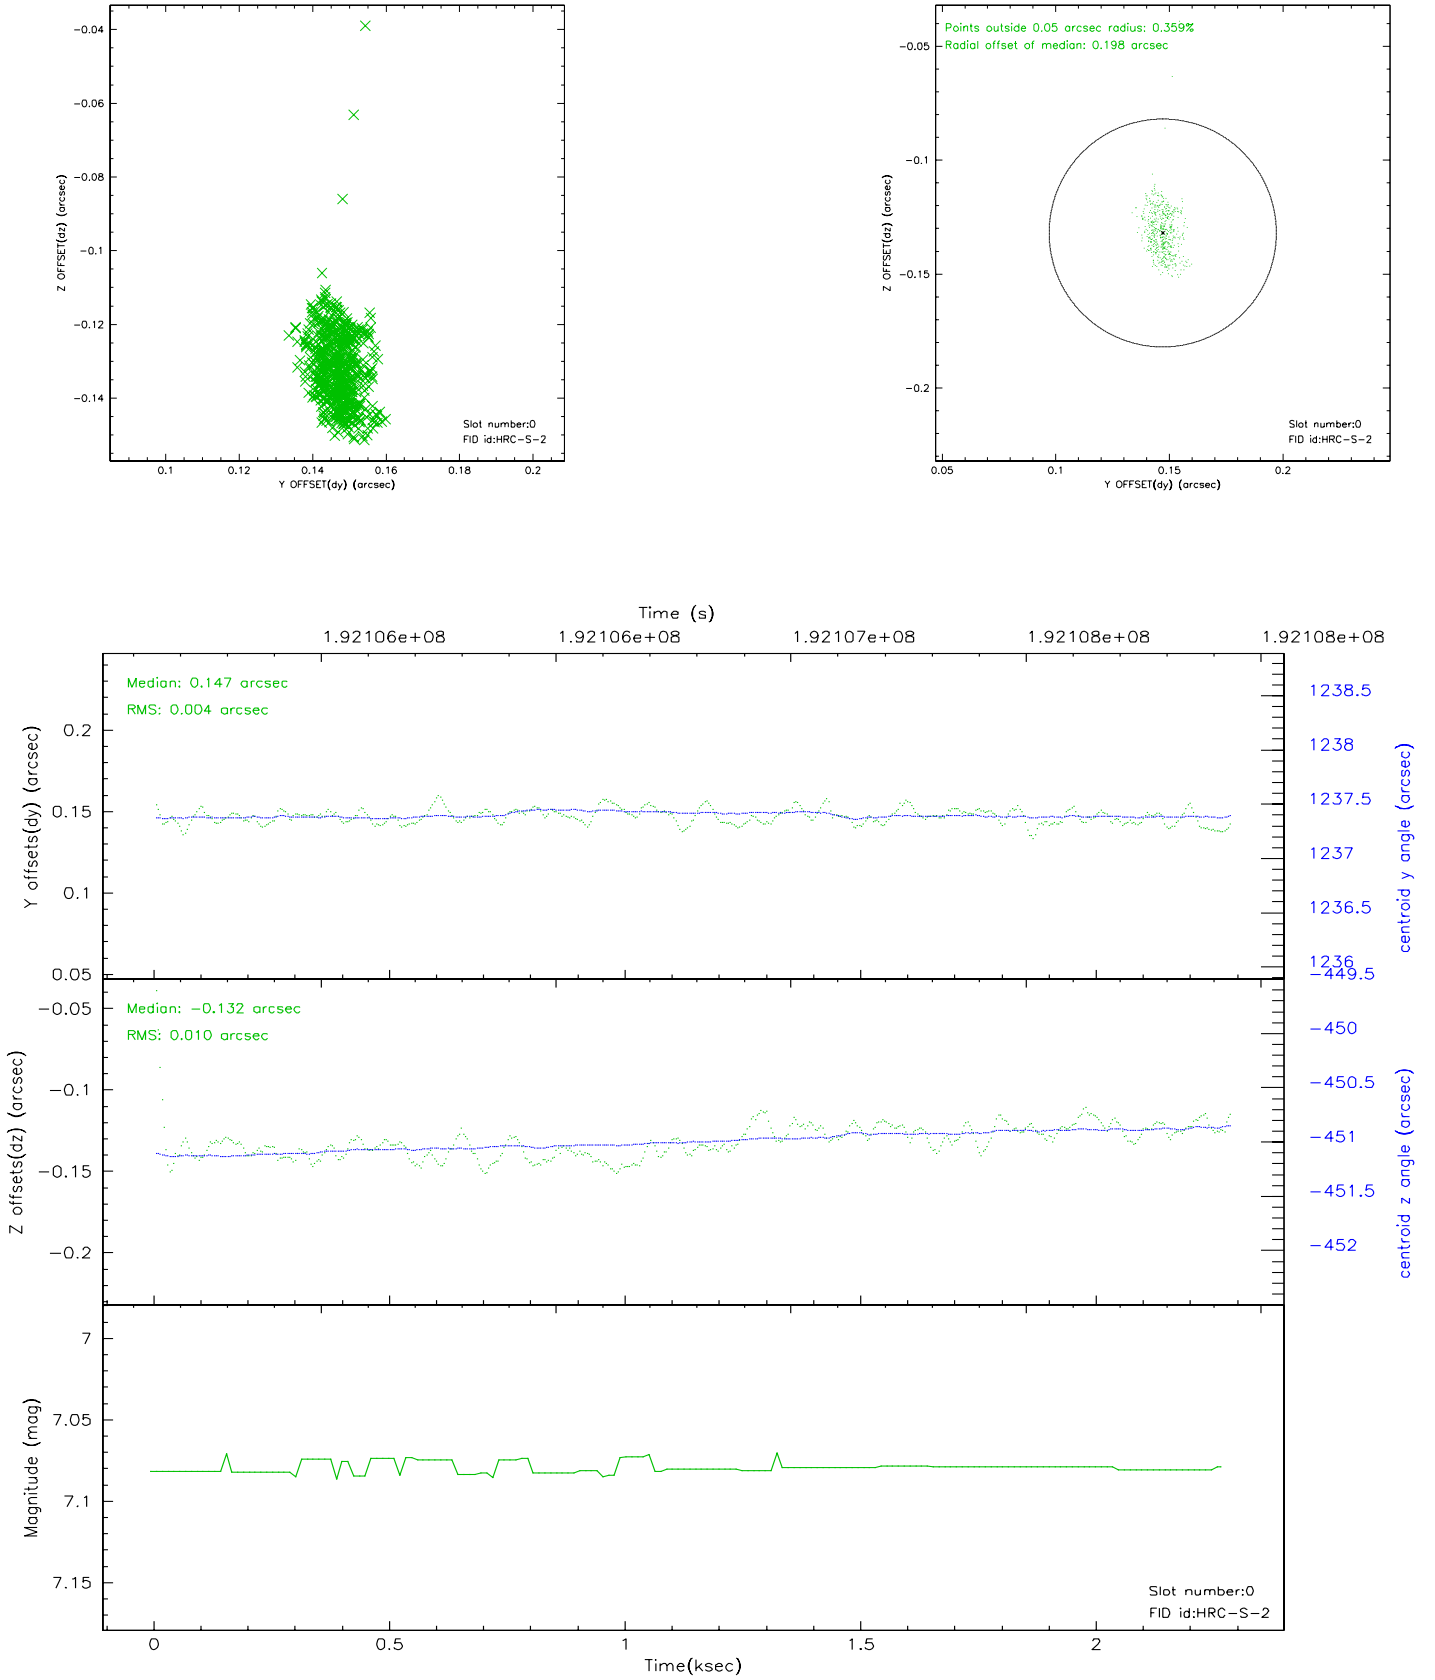 -0.04
-0.06
-0.08
-0.1
-0.12
-0.14
Z OFFSET(dz) (arcsec)
Slot number:0
FID id:HRC-S-2
0.1 0.12 0.14 0.16 0.18 0.2
Y OFFSET(dy) (arcsec)
Points outside 0.05 arcsec radius: 0.359%
Radial offset of median: 0.198 arcsec
-0.05
-0.1
-0.15
-0.2
Z OFFSET(dz) (arcsec)
Slot number:0
FID id:HRC-S-2
0.05 0.1 0.15 0.2
Y OFFSET(dy) (arcsec)
Time (s)
1.92106e+08 1.92106e+08 1.92107e+08 1.92108e+08 1.92108e+08
Median: 0.147 arcsec
RMS: 0.004 arcsec
0.2
0.15
0.1
0.05
Y offsets(dy) (arcsec)
1238.5
1238
1237.5
1237
1236.5
1236
centroid y angle (arcsec)
Median: -0.132 arcsec
RMS: 0.010 arcsec
-0.05
-0.1
-0.15
-0.2
Z offsets(dz) (arcsec)
-449.5
-450
-450.5
-451
-451.5
-452
centroid z angle (arcsec)
7
7.05
7.1
7.15
Magnitude (mag)
Slot number:0
FID id:HRC-S-2
0 0.5 1 1.5 2
Time(ksec)